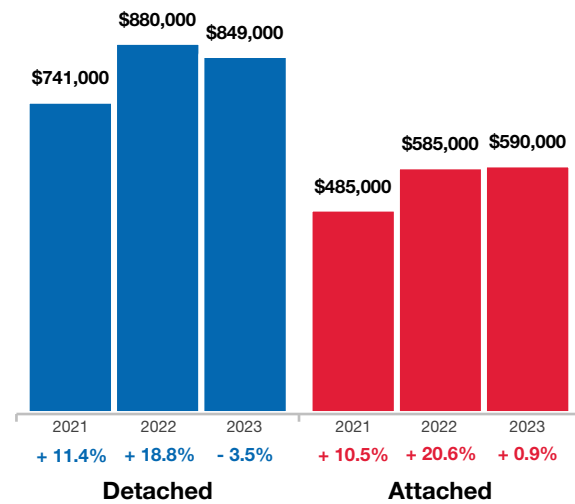 $741,000
$880,000
$849,000
$485,000
$585,000
$590,000
2021 2022 2023 2021 2022 2023
+ 11.4% + 18.8% - 3.5% + 10.5% + 20.6% + 0.9%
Detached Attached